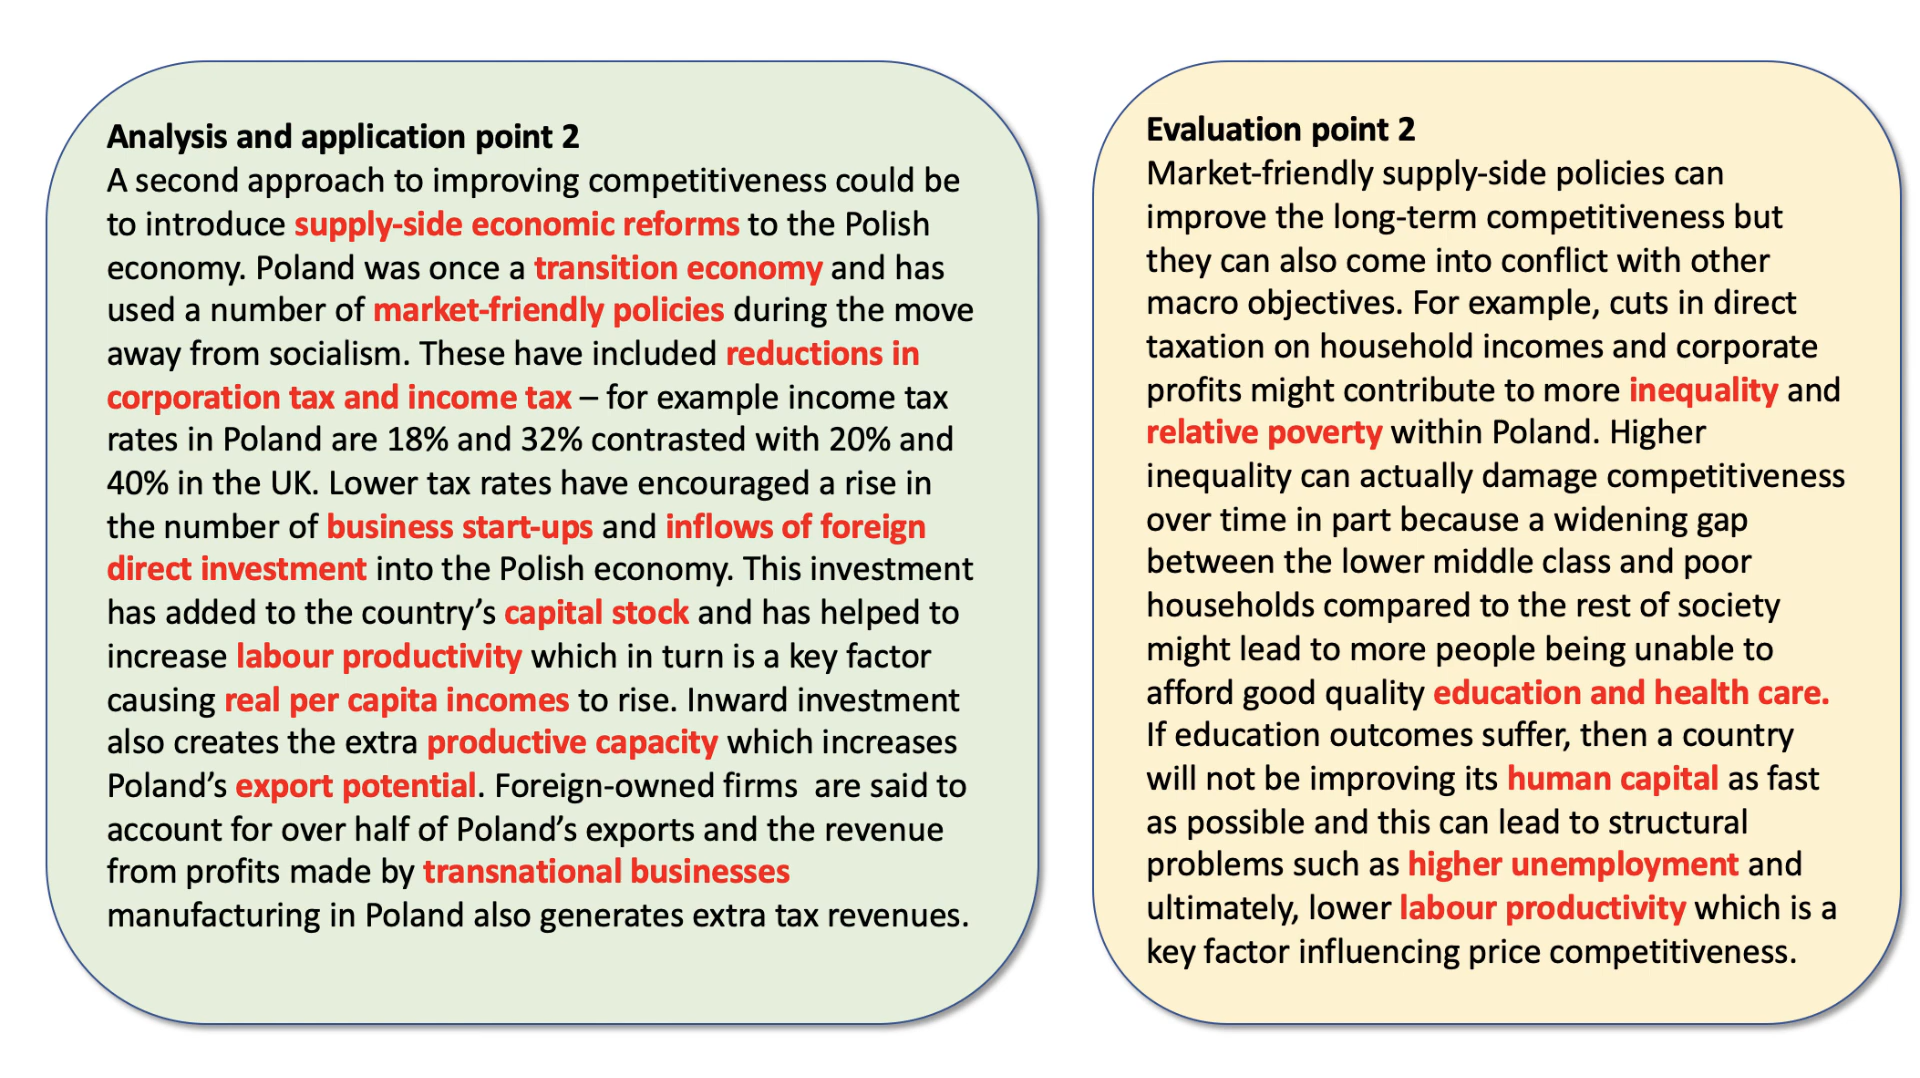 Analysis and application point 2
A second approach to improving competitiveness could be
to introduce supply-side economic reforms to the Polish
economy. Poland was once a transition economy and has
used a number of market-friendly policies during the move
away from socialism. These have included reductions in
corporation tax and income tax – for example income tax
rates in Poland are 18% and 32% contrasted with 20% and
40% in the UK. Lower tax rates have encouraged a rise in
the number of business start-ups and inflows of foreign
direct investment into the Polish economy. This investment
has added to the country’s capital stock and has helped to
increase labour productivity which in turn is a key factor
causing real per capita incomes to rise. Inward investment
also creates the extra productive capacity which increases
Poland’s export potential. Foreign-owned firms  are said to
account for over half of Poland’s exports and the revenue
from profits made by transnational businesses
manufacturing in Poland also generates extra tax revenues.
Evaluation point 2
Market-friendly supply-side policies can
improve the long-term competitiveness but
they can also come into conflict with other
macro objectives. For example, cuts in direct
taxation on household incomes and corporate
profits might contribute to more inequality and
relative poverty within Poland. Higher
inequality can actually damage competitiveness
over time in part because a widening gap
between the lower middle class and poor
households compared to the rest of society
might lead to more people being unable to
afford good quality education and health care.
If education outcomes suffer, then a country
will not be improving its human capital as fast
as possible and this can lead to structural
problems such as higher unemployment and
ultimately, lower labour productivity which is a
key factor influencing price competitiveness.